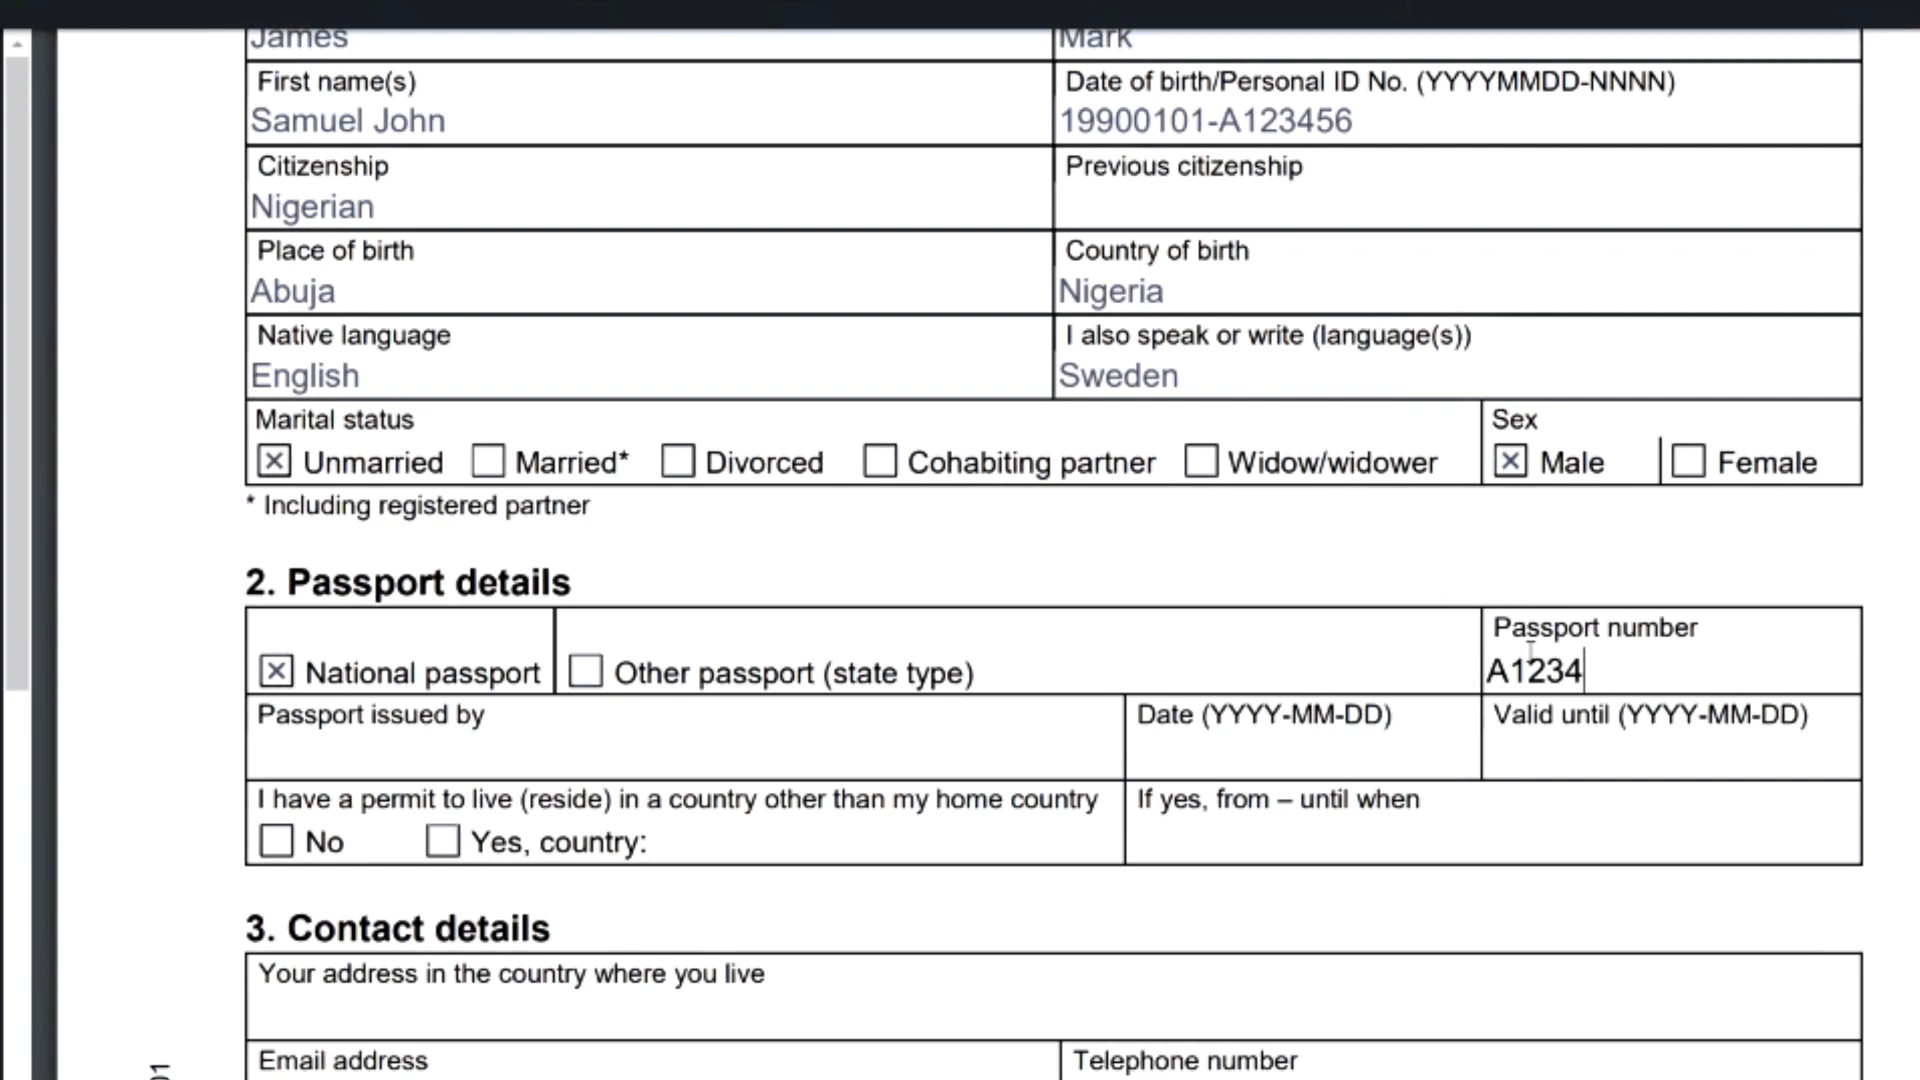 James Mark
First name(s) Date of birth/Personal ID No. (YYYYMMDD-NNNN)
Samuel John 19900101-A123456
Citizenship Previous citizenship
Nigerian
Place of birth Country of birth
Abuja Nigeria
Native language I also speak or write (language(s))
English Sweden
Marital status Sex
Unmarried Married* Divorced Cohabiting partner Widow/widower Male Female
* Including registered partner
2. Passport details
Passport number
National passport Other passport (state type) A1234
Passport issued by Date (YYYY-MM-DD) Valid until (YYYY-MM-DD)
I have a permit to live (reside) in a country other than my home country If yes, from – until when
No Yes, country:
3. Contact details
Your address in the country where you live
Email address Telephone number
01